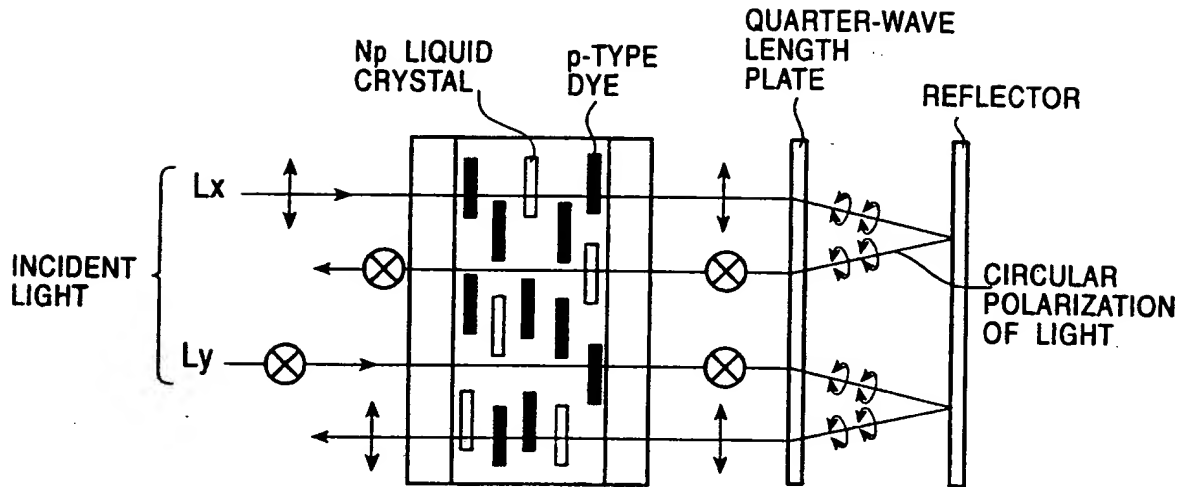 QUARTER-WAVE
LENGTH
PLATE
Np LIQUID
CRYSTAL
p-TYPE
DYE
REFLECTOR
Lx
INCIDENT
LIGHT
Ly
CIRCULAR
POLARIZATION
OF LIGHT